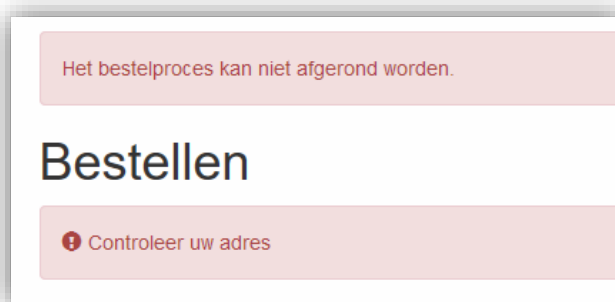 Het bestelproces kan niet afgerond worden.
Bestellen
Controleer uw adres